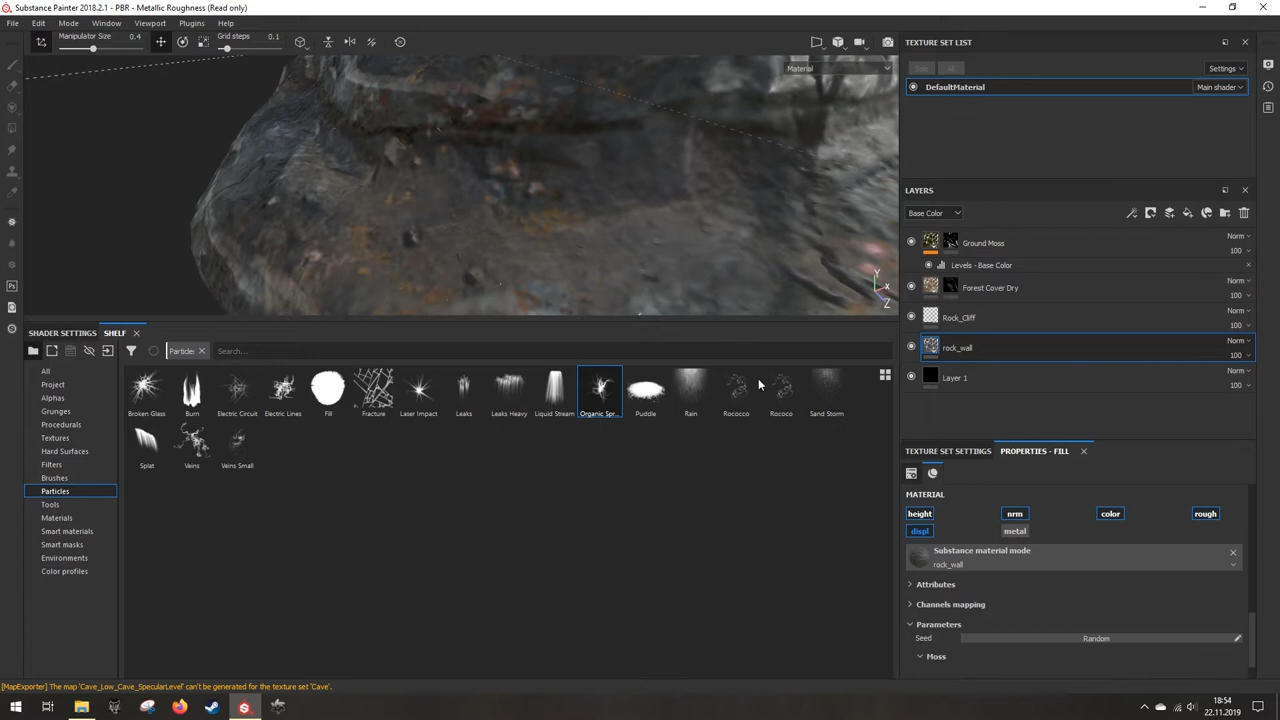 Substance Painter 2018.2.1 - PBR - Metallic Roughness (Read only)
File Edit Mode Window Viewport Plugins Help
Manipulator Size 0.4 Grid steps 0.1
Material
Y
X
Z
TEXTURE SET LIST
Solo All Settings
DefaultMaterial Main shader
LAYERS
Base Color
Ground Moss Norm
100
Levels - Base Color
Forest Cover Dry Norm
100
Rock_Cliff Norm
100
rock_wall Norm
100
Layer 1 Norm
100
TEXTURE SET SETTINGS PROPERTIES - FILL
MATERIAL
height nrm color rough
displ metal
Substance material mode
rock_wall
Attributes
Channels mapping
Parameters
Seed Random
Moss
SHADER SETTINGS SHELF
Particle: Search...
All
Project
Alphas
Grunges
Procedurals
Textures
Hard Surfaces
Filters
Brushes
Particles
Tools
Materials
Smart materials
Smart masks
Environments
Color profiles
Broken Glass Burn Electric Circuit Electric Lines Fill Fracture Laser Impact Leaks Leaks Heavy Liquid Stream Organic Spr... Puddle Rain Rococco Rococo Sand Storm
Splat Veins Veins Small
[MapExporter] The map 'Cave_Low_Cave_SpecularLevel' can't be generated for the texture set 'Cave'.
Ps
18:54
22.11.2019